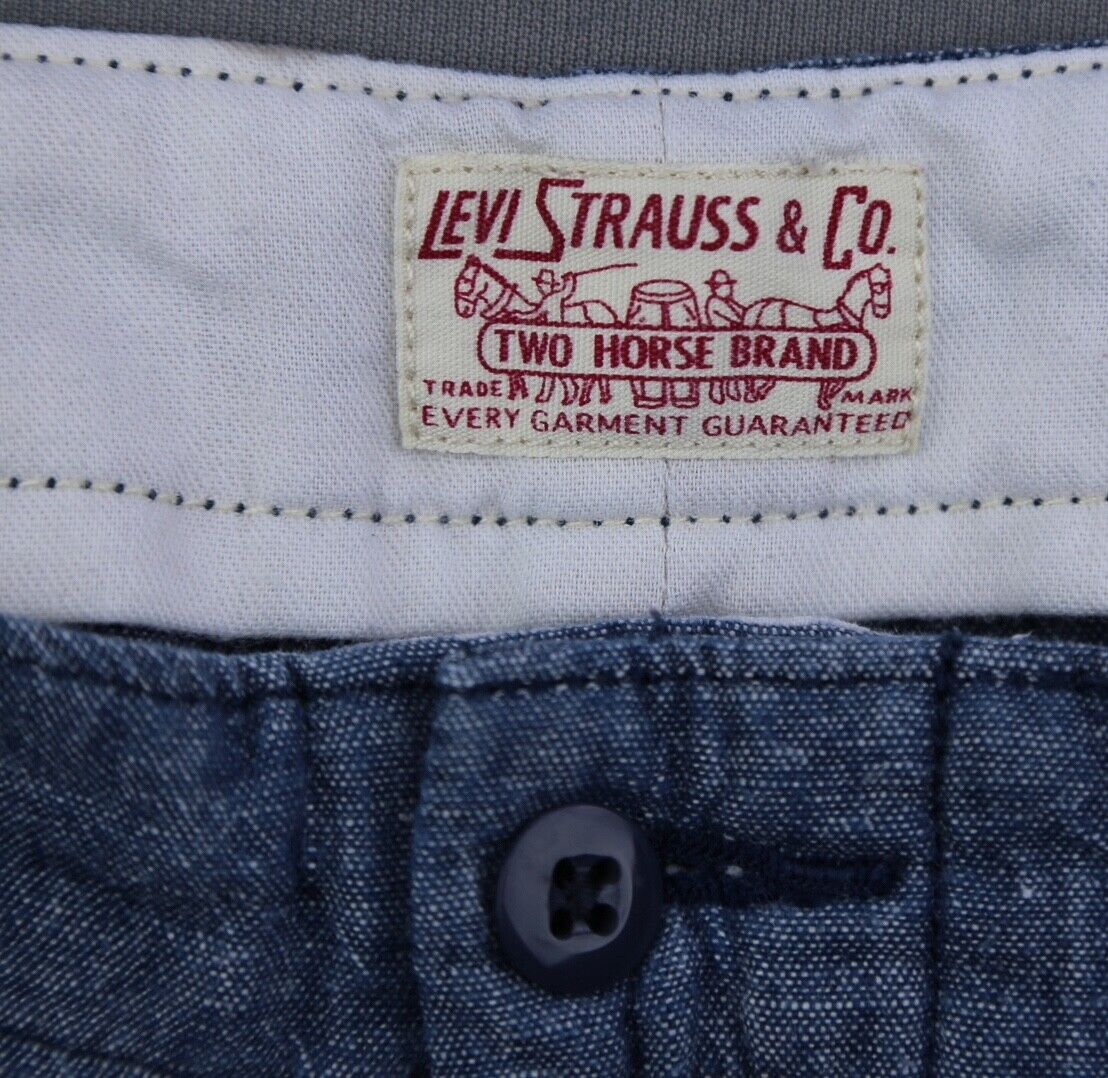 LEVI STRAUSS & CO.
TWO HORSE BRAND
TRADE MARK
EVERY GARMENT GUARANTEED